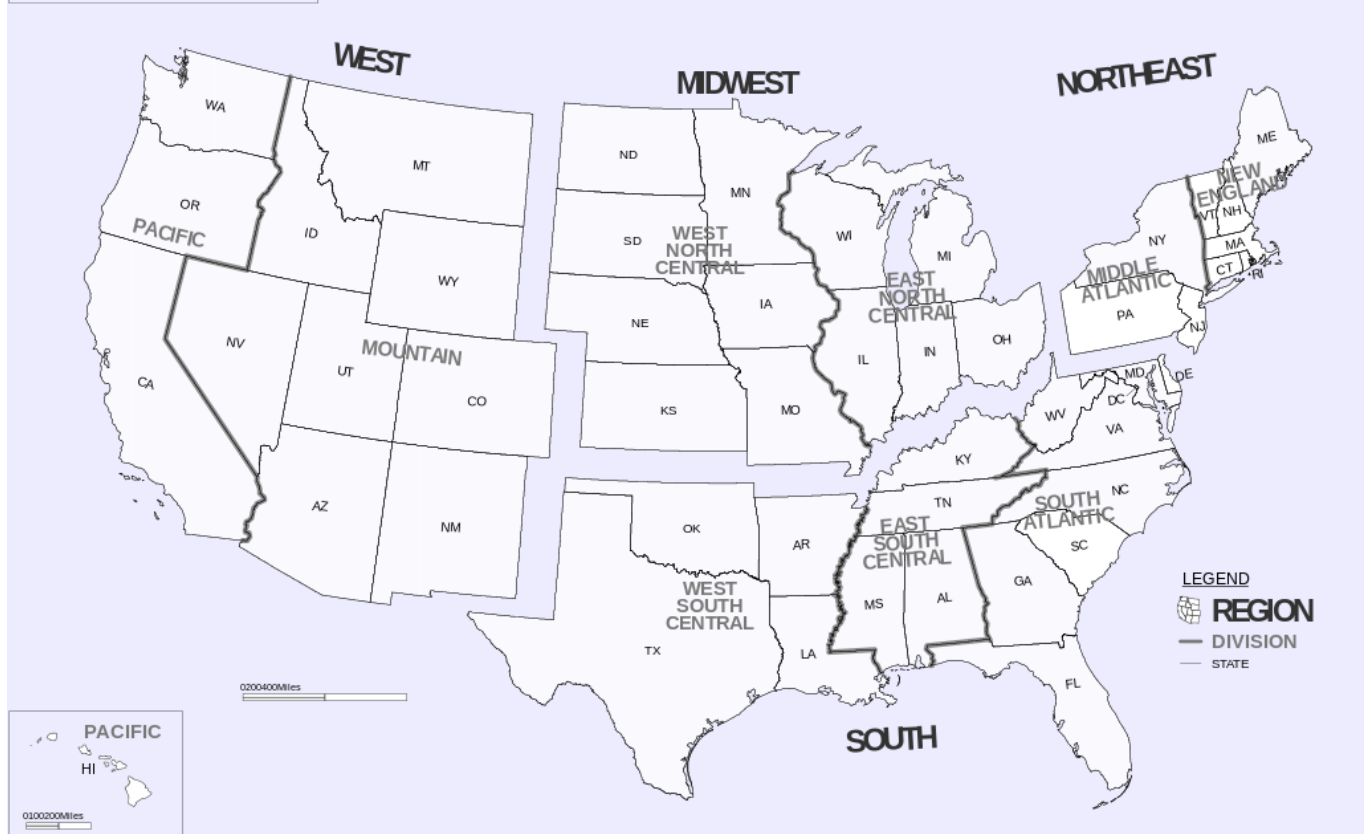 WEST
MIDWEST
NORTHEAST
WA
MT
ND
MN
ME
OR
PACIFIC
ID
SD
WEST
NORTH
CENTRAL
WI
MI
NEW
ENGLAND
VT
NH
NY
MA
CT
RI
WY
NE
IA
EAST
NORTH
CENTRAL
MIDDLE
ATLANTIC
PA
NJ
NV
MOUNTAIN
UT
CO
CA
KS
MO
IL
IN
OH
MD
DE
DC
WV
VA
KY
AZ
NM
OK
AR
TN
NC
SOUTH
ATLANTIC
SC
EAST
SOUTH
CENTRAL
WEST
SOUTH
CENTRAL
MS
AL
GA
TX
LA
FL
SOUTH
LEGEND
REGION
DIVISION
STATE
0200400Miles
PACIFIC
HI
0100200Miles